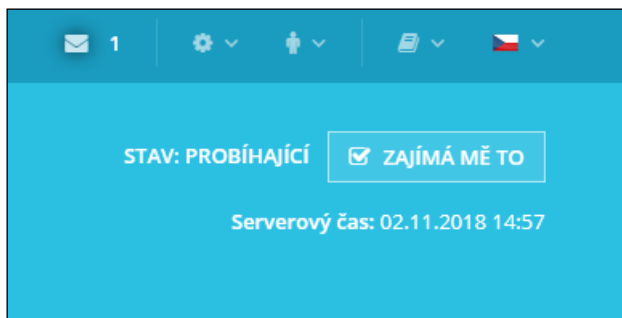 1
STAV: PROBÍHAJÍCÍ ZAJÍMÁ MĚ TO
Serverový čas: 02.11.2018 14:57